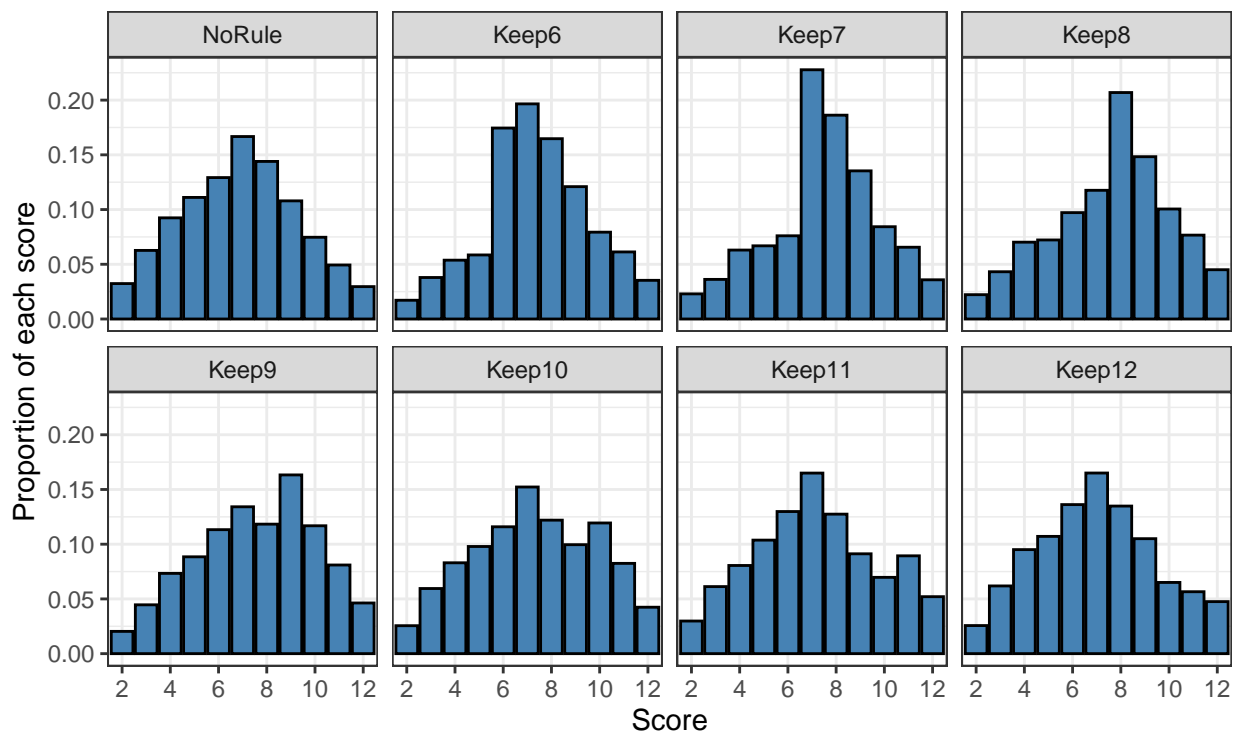 NoRule Keep6 Keep7 Keep8
0.20
0.15
0.10
0.05
0.00
Keep9 Keep10 Keep11 Keep12
0.20
0.15
0.10
0.05
0.00
2 4 6 8 10 12 2 4 6 8 10 12 2 4 6 8 10 12 2 4 6 8 10 12
Score
Proportion of each score